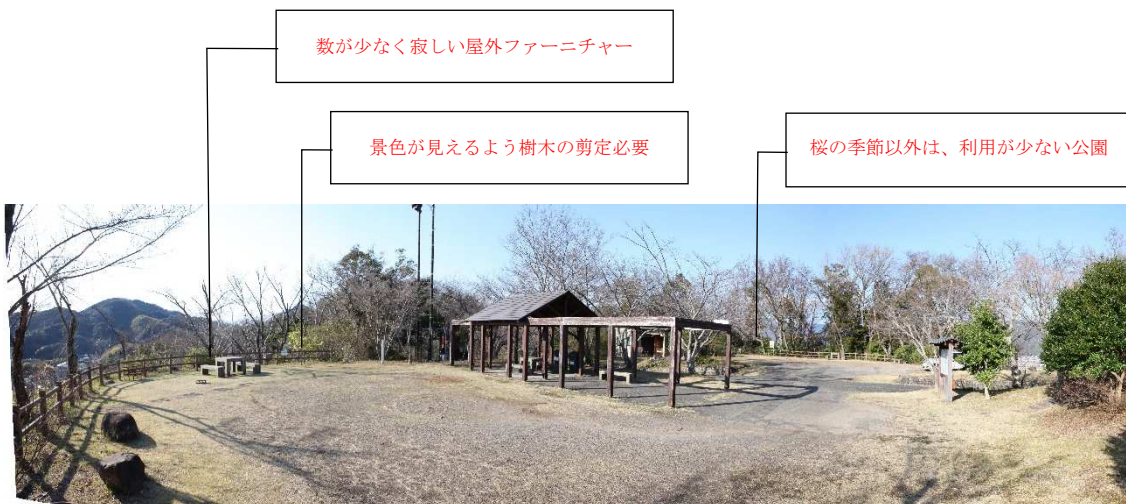 数が少なく寂しい屋外ファーニチャー
景色が見えるよう樹木の剪定必要
桜の季節以外は、利用が少ない公園